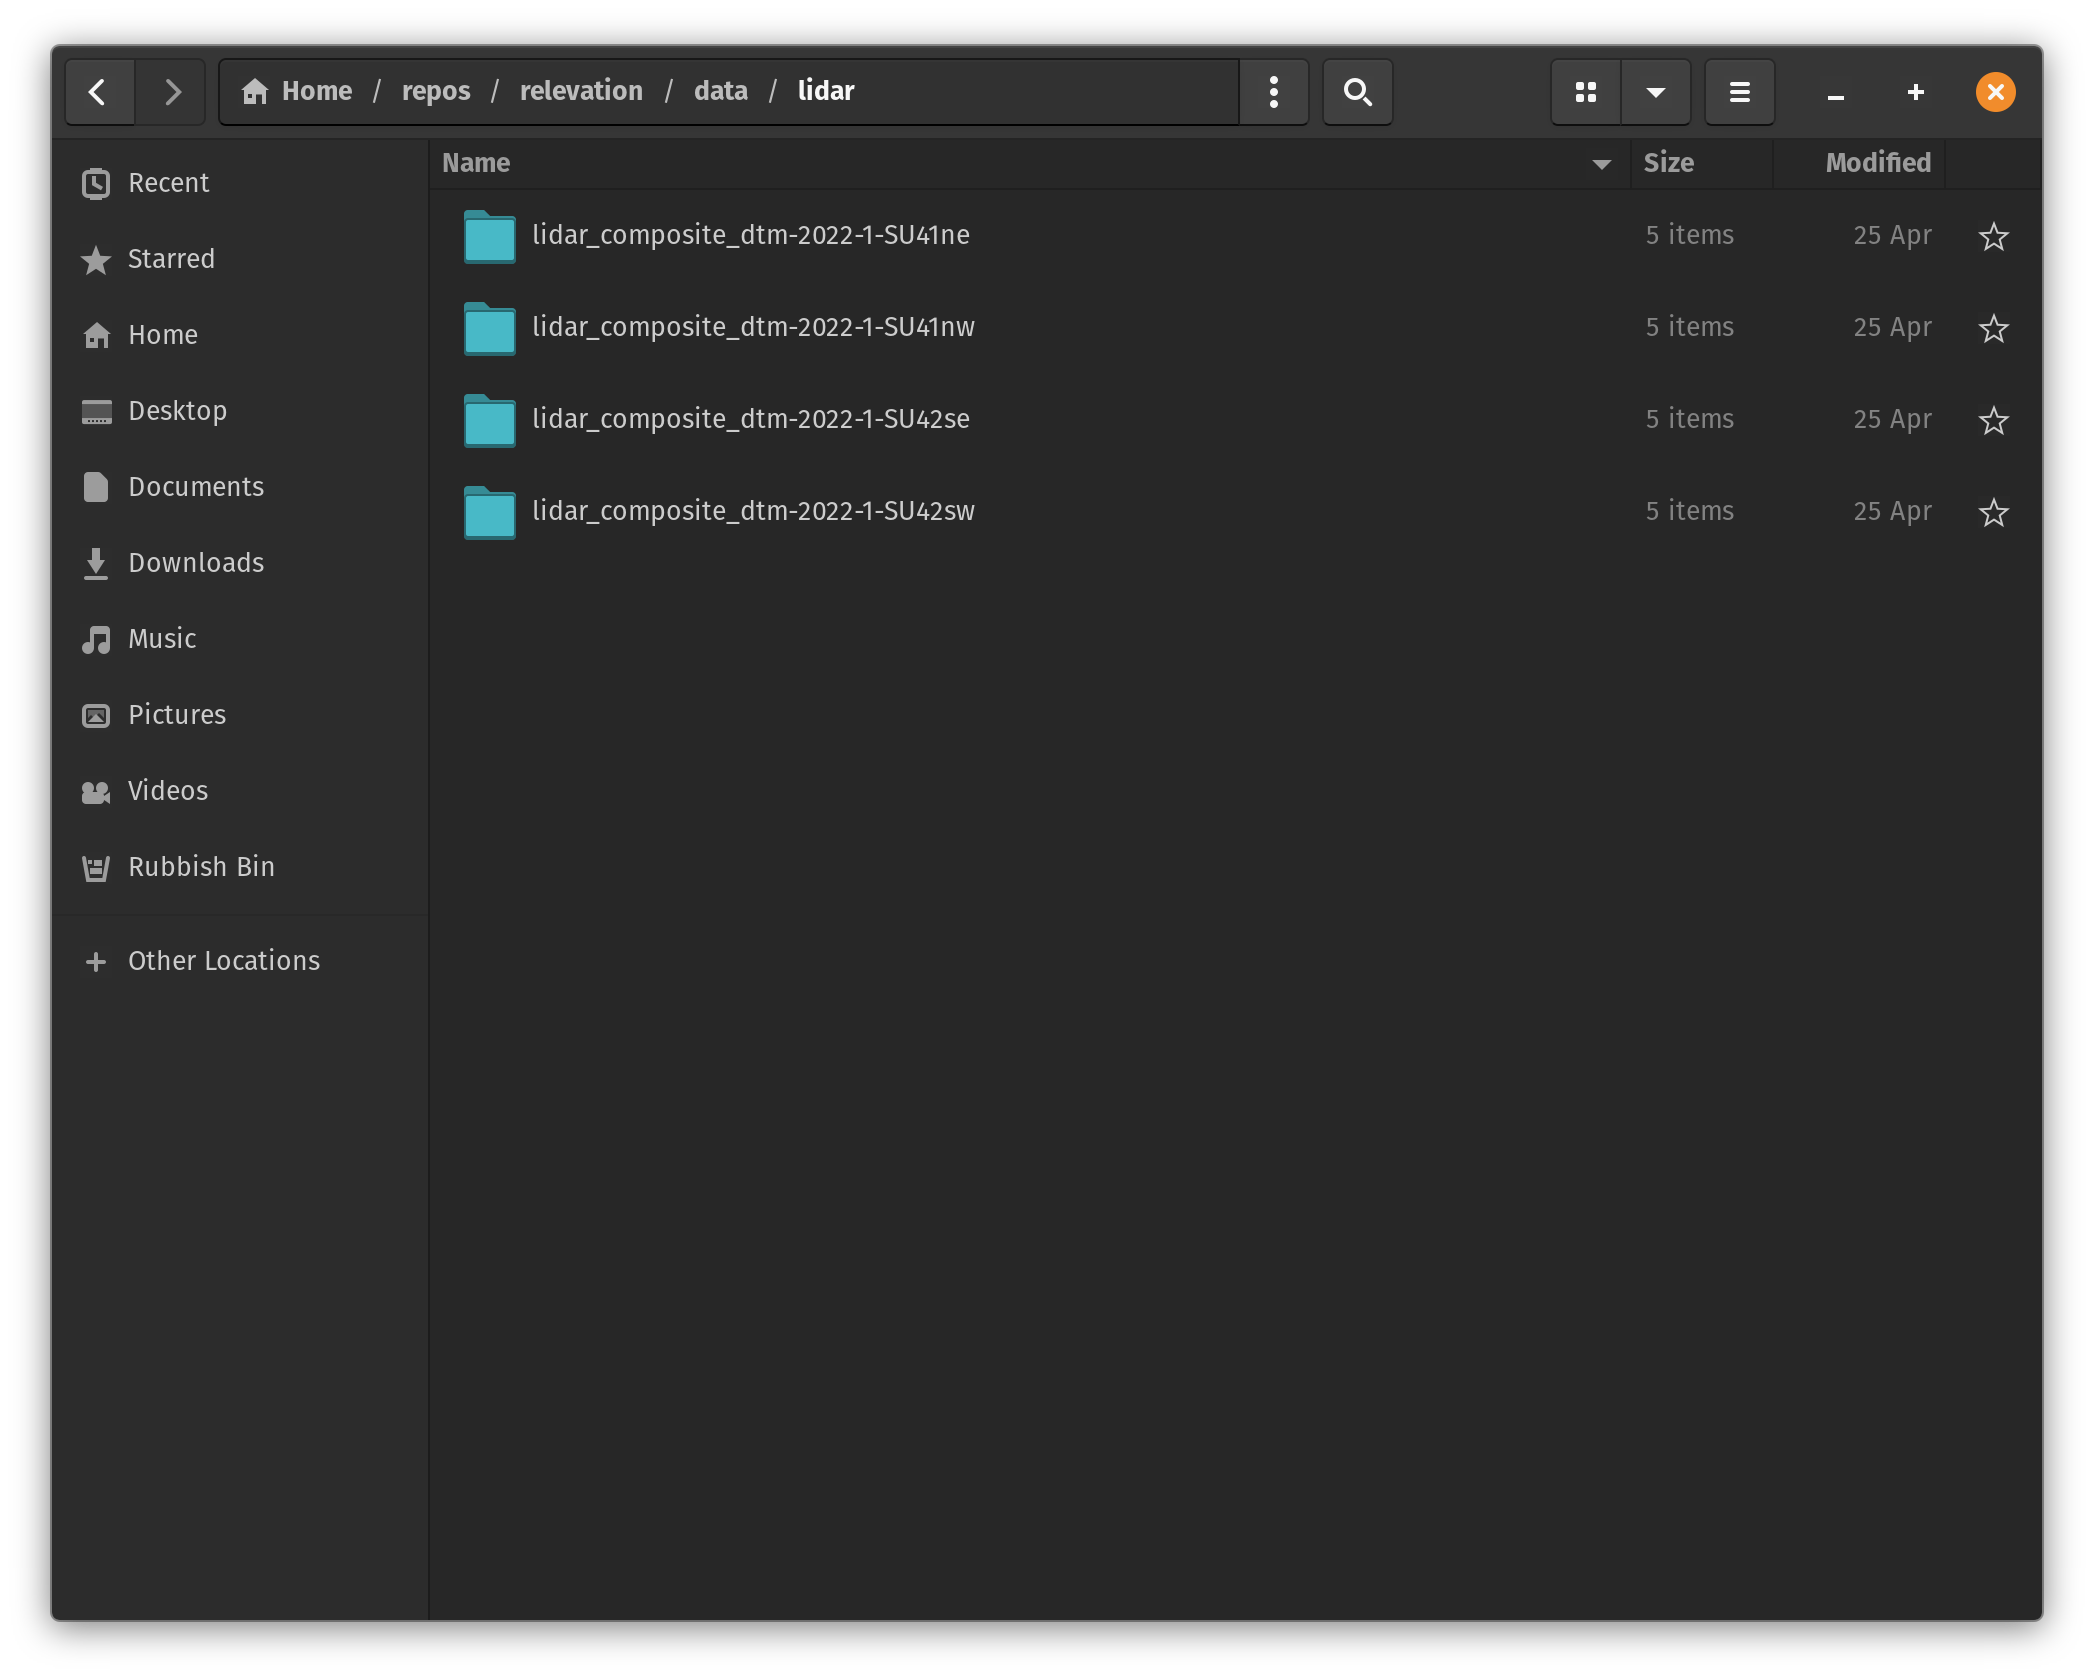 Home / repos / relevation / data / lidar
Name Size Modified
Recent
Starred
Home
Desktop
Documents
Downloads
Music
Pictures
Videos
Rubbish Bin
Other Locations
lidar_composite_dtm-2022-1-SU41ne 5 items 25 Apr
lidar_composite_dtm-2022-1-SU41nw 5 items 25 Apr
lidar_composite_dtm-2022-1-SU42se 5 items 25 Apr
lidar_composite_dtm-2022-1-SU42sw 5 items 25 Apr